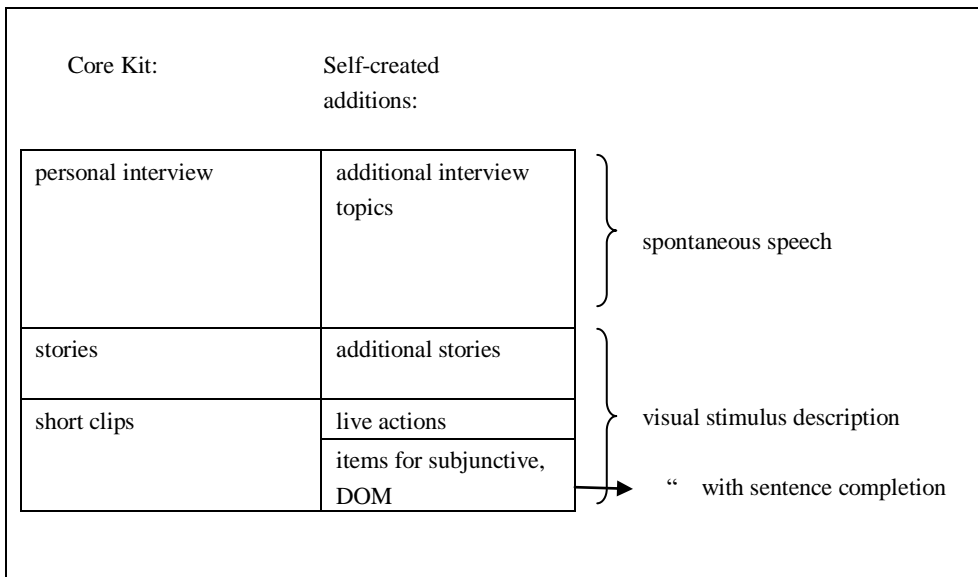 Core Kit:
Self-created
additions:
personal interview
additional interview
topics
spontaneous speech
stories
additional stories
short clips
live actions
visual stimulus description
items for subjunctive,
DOM
“ with sentence completion